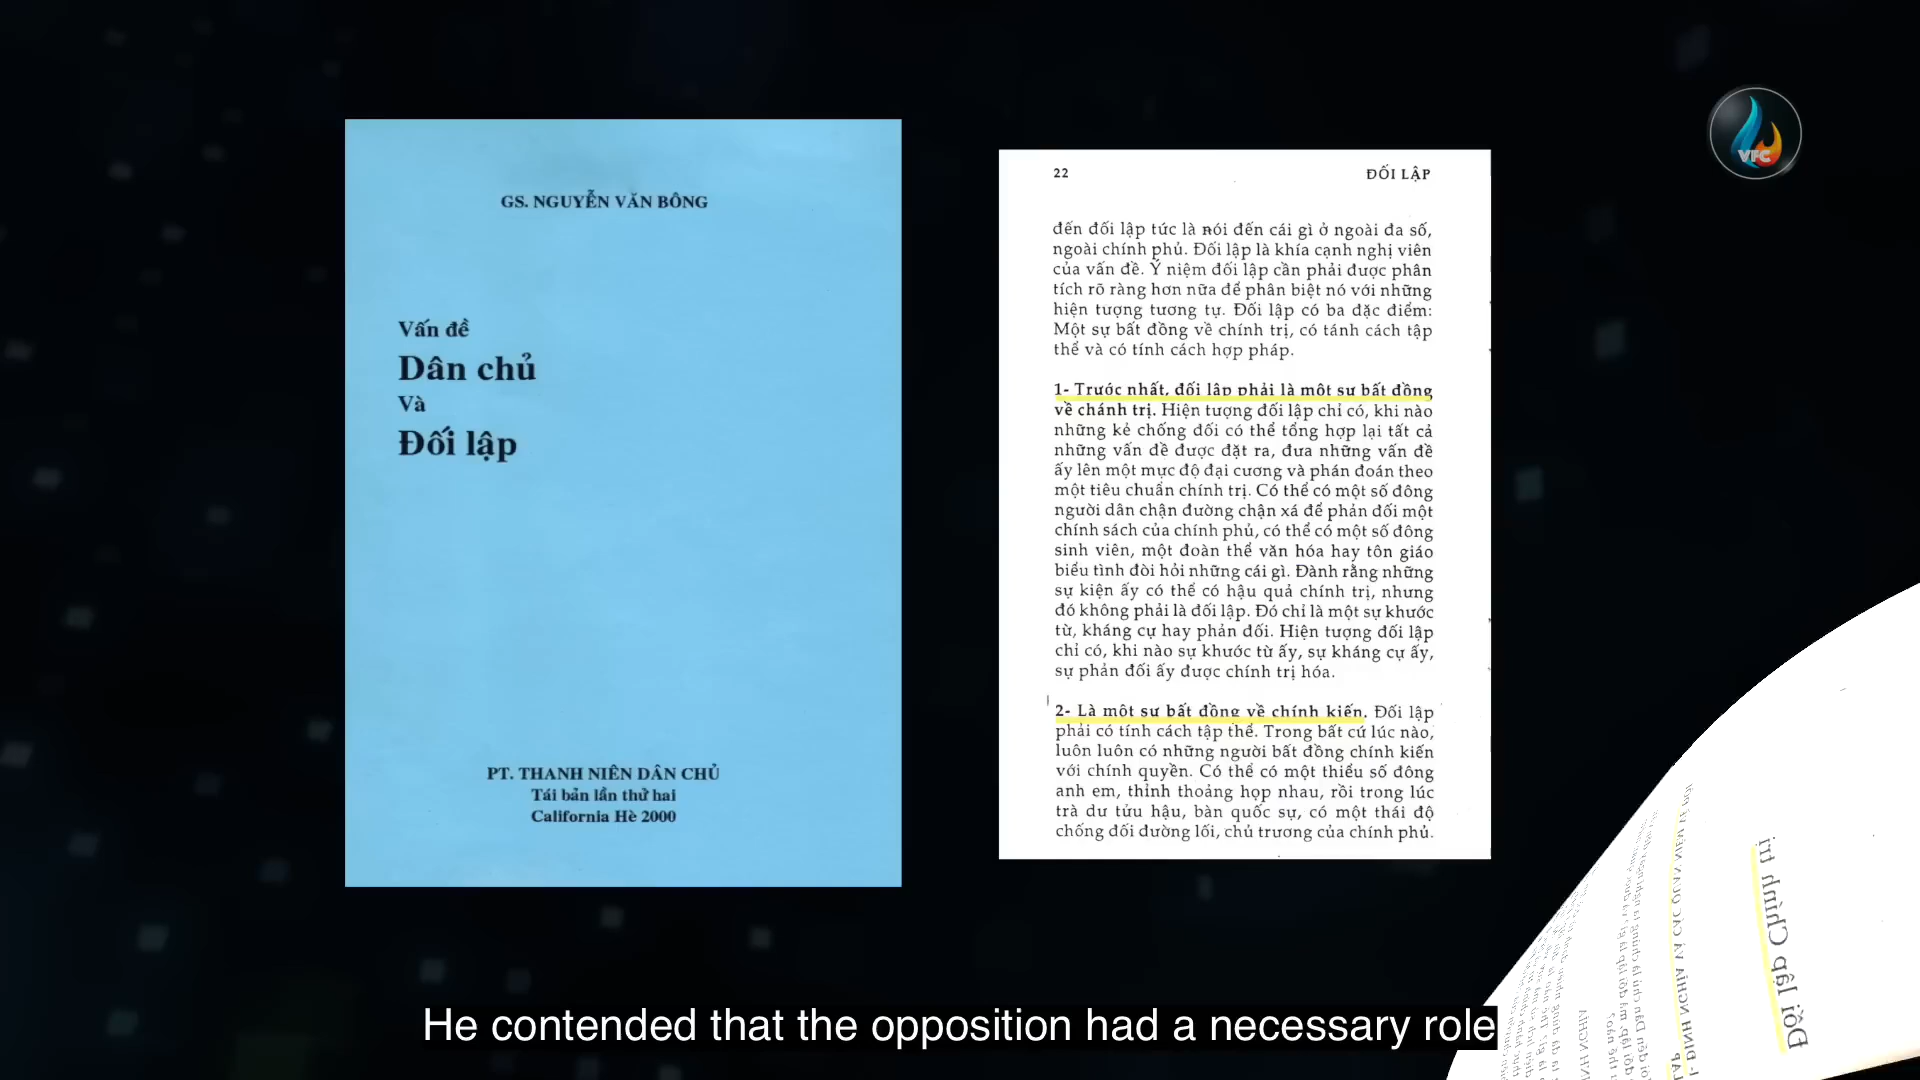 GS. NGUYỄN VĂN BÔNG
Vấn đề
Dân chủ
Và
Đối lập
PT. THANH NIÊN DÂN CHỦ
Tái bản lần thứ hai
California Hè 2000
VFC
22 ĐỐI LẬP
đến đối lập tức là nói đến cái gì ở ngoài đa số,
ngoài chính phủ. Đối lập là khía cạnh nghị viên
của vấn đề. Ý niệm đối lập cần phải được phân
tích rõ ràng hơn nữa để phân biệt nó với những
hiện tượng tương tự. Đối lập có ba đặc điểm:
Một sự bất đồng về chính trị, có tánh cách tập
thể và có tính cách hợp pháp.
1- Trước nhất, đối lập phải là một sự bất đồng
về chánh trị. Hiện tượng đối lập chỉ có, khi nào
những kẻ chống đối có thể tổng hợp lại tất cả
những vấn đề được đặt ra, đưa những vấn đề
ấy lên một mực độ đại cương và phán đoán theo
một tiêu chuẩn chính trị. Có thể có một số đông
người dân chận đường chận xá để phản đối một
chính sách của chính phủ, có thể có một số đông
sinh viên, một đoàn thể văn hóa hay tôn giáo
biểu tình đòi hỏi những cái gì. Đành rằng những
sự kiện ấy có thể có hậu quả chính trị, nhưng
đó không phải là đối lập. Đó chỉ là một sự khước
từ, kháng cự hay phản đối. Hiện tượng đối lập
chỉ có, khi nào sự khước từ ấy, sự kháng cự ấy,
sự phản đối ấy được chính trị hóa.
2- Là một sự bất đồng về chính kiến. Đối lập
phải có tính cách tập thể. Trong bất cứ lúc nào,
luôn luôn có những người bất đồng chính kiến
với chính quyền. Có thể có một thiểu số đông
anh em, thỉnh thoảng họp nhau, rồi trong lúc
trà dư tửu hậu, bàn quốc sự, có một thái độ
chống đối đường lối, chủ trương của chính phủ.
Đối lập Chính trị
He contended that the opposition had a necessary role